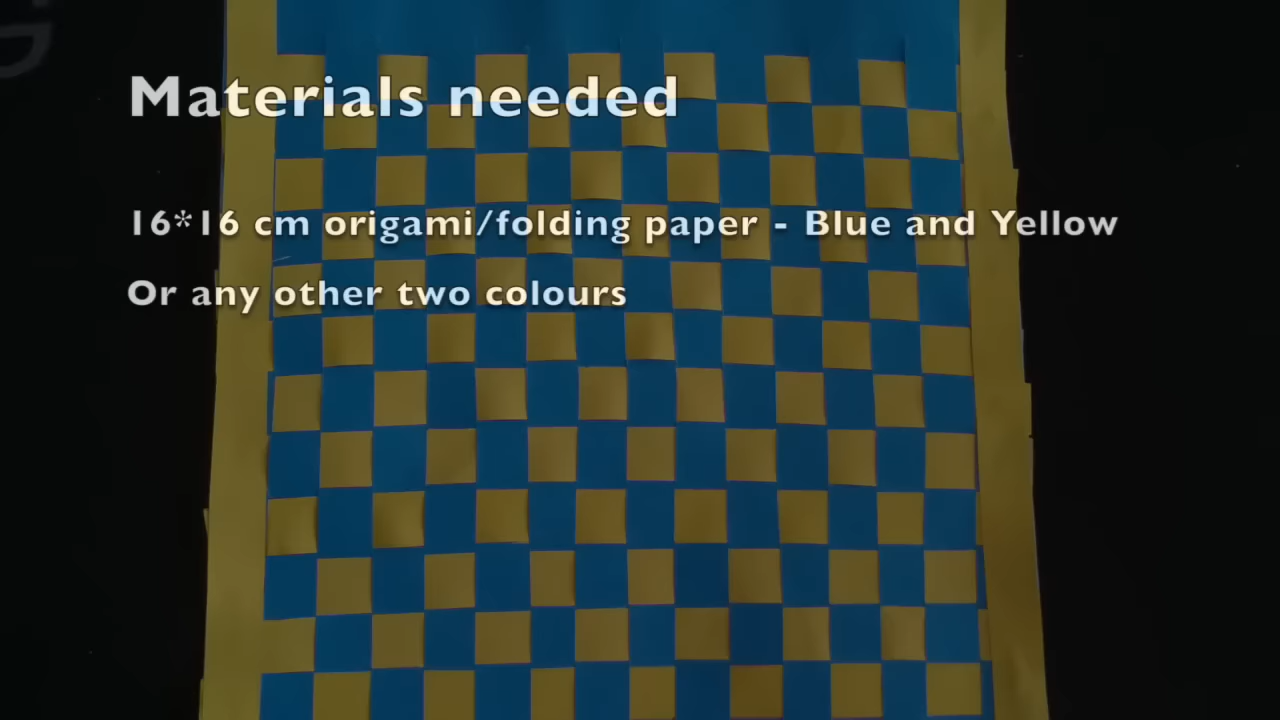 Materials needed
16*16 cm origami/folding paper - Blue and Yellow
Or any other two colours